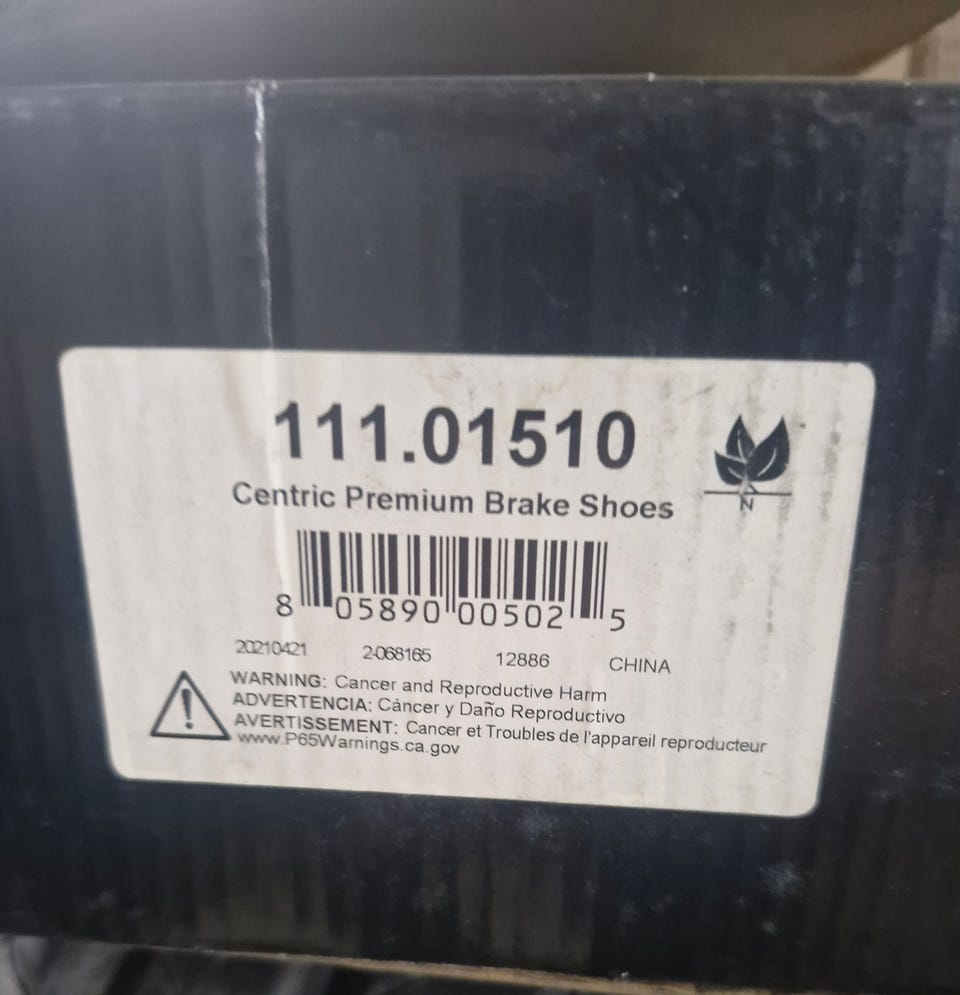 111.01510
Centric Premium Brake Shoes
N
8 05890 00502 5
20210421 2-068165 12886 CHINA
WARNING: Cancer and Reproductive Harm
ADVERTENCIA: Cáncer y Daño Reproductivo
AVERTISSEMENT: Cancer et Troubles de l'appareil reproducteur
www.P65Warnings.ca.gov